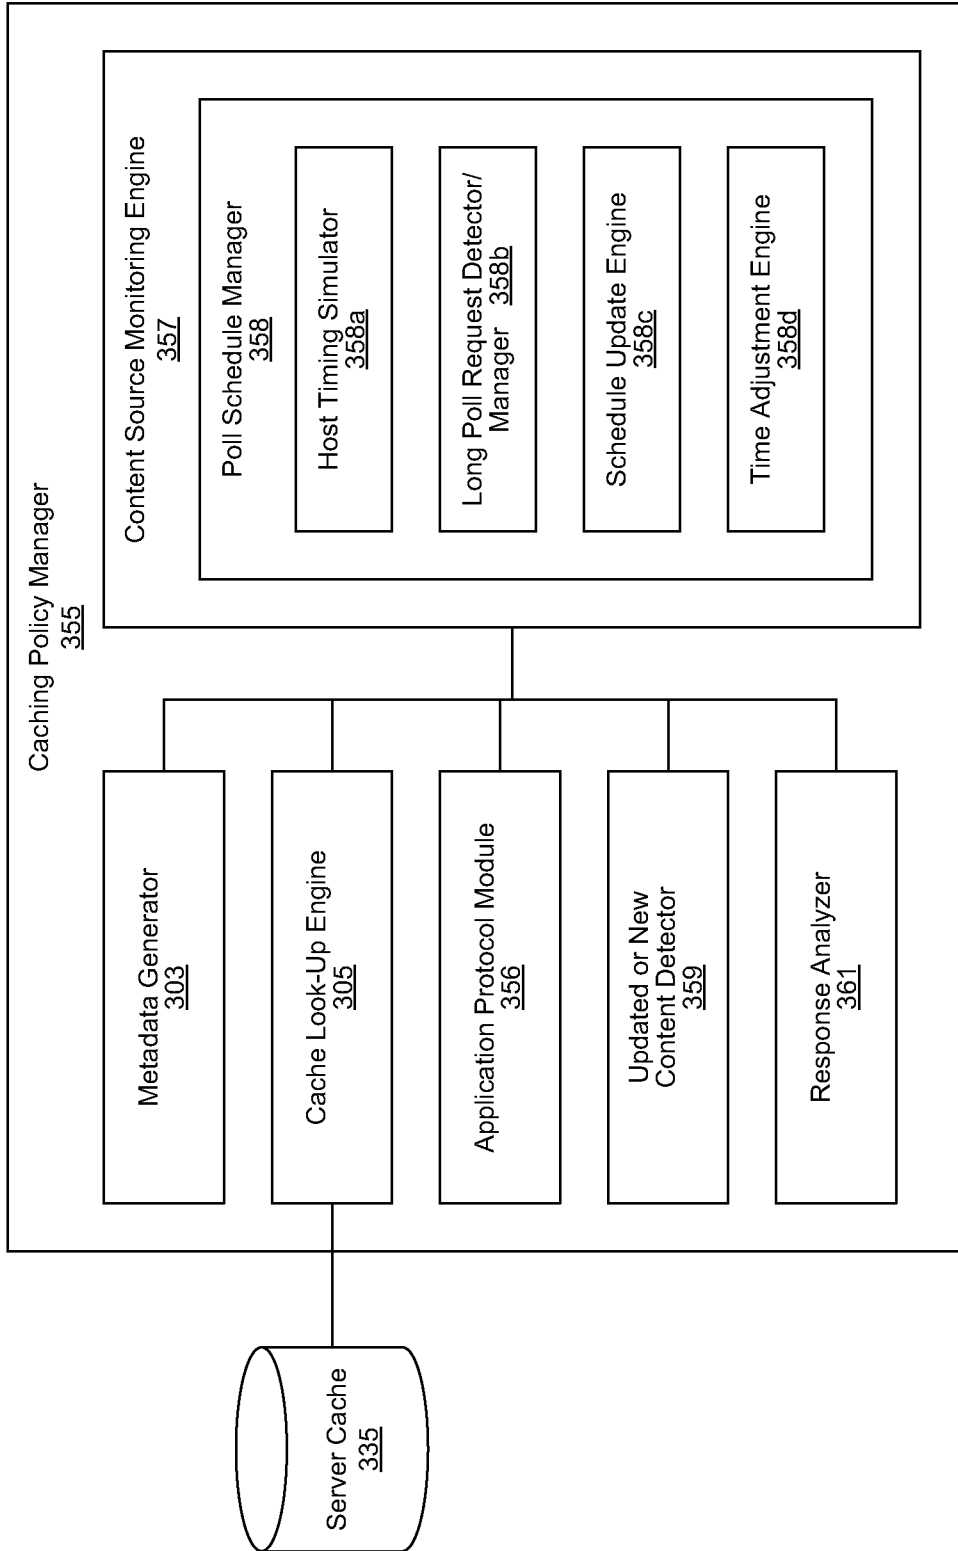 Caching Policy Manager
355
Server Cache
335
Metadata Generator
303
Cache Look-Up Engine
305
Application Protocol Module
356
Updated or New
Content Detector
359
Response Analyzer
361
Content Source Monitoring Engine
357
Poll Schedule Manager
358
Host Timing Simulator
358a
Long Poll Request Detector/
Manager 358b
Schedule Update Engine
358c
Time Adjustment Engine
358d